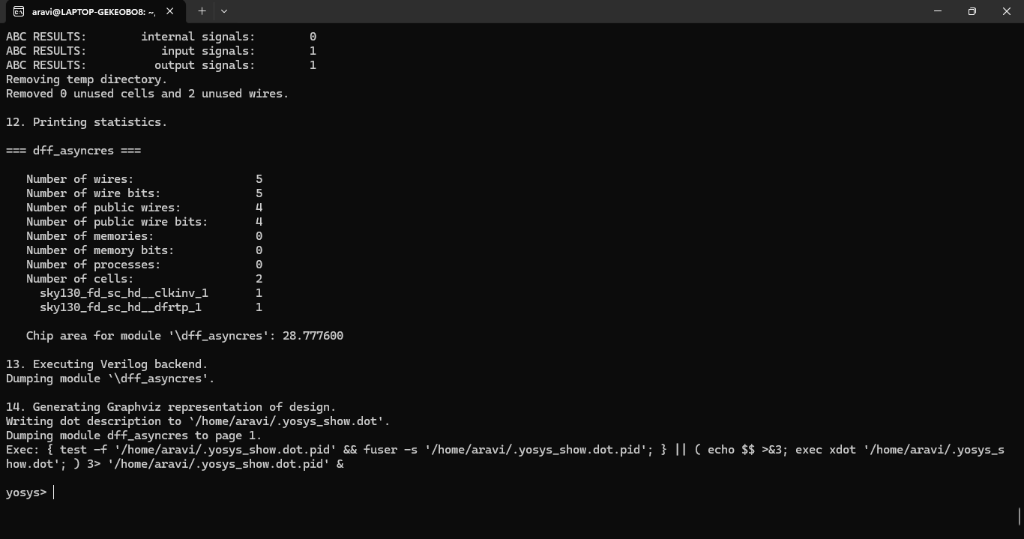 aravi@LAPTOP-GEKEOBO8: ~,
ABC RESULTS:        internal signals:        0
ABC RESULTS:           input signals:        1
ABC RESULTS:          output signals:        1
Removing temp directory.
Removed 0 unused cells and 2 unused wires.
12. Printing statistics.
=== dff_asyncres ===
Number of wires:                  5
Number of wire bits:              5
Number of public wires:           4
Number of public wire bits:       4
Number of memories:               0
Number of memory bits:            0
Number of processes:              0
Number of cells:                  2
sky130_fd_sc_hd__clkinv_1       1
sky130_fd_sc_hd__dfrtp_1        1
Chip area for module '\dff_asyncres': 28.777600
13. Executing Verilog backend.
Dumping module `\dff_asyncres'.
14. Generating Graphviz representation of design.
Writing dot description to `/home/aravi/.yosys_show.dot'.
Dumping module dff_asyncres to page 1.
Exec: { test -f '/home/aravi/.yosys_show.dot.pid' && fuser -s '/home/aravi/.yosys_show.dot.pid'; } || ( echo $$ >&3; exec xdot '/home/aravi/.yosys_s
how.dot'; ) 3> '/home/aravi/.yosys_show.dot.pid' &
yosys>